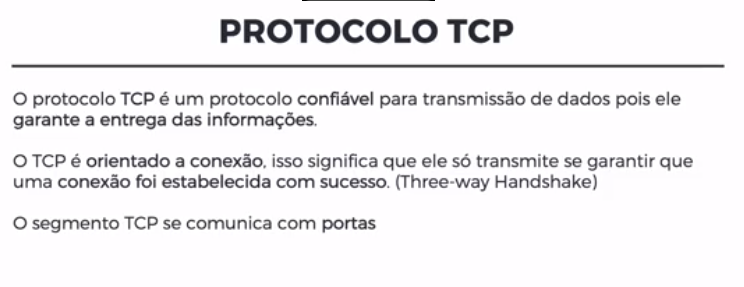 PROTOCOLO TCP
O protocolo TCP é um protocolo confiável para transmissão de dados pois ele
garante a entrega das informações.
O TCP é orientado a conexão, isso significa que ele só transmite se garantir que
uma conexão foi estabelecida com sucesso. (Three-way Handshake)
O segmento TCP se comunica com portas